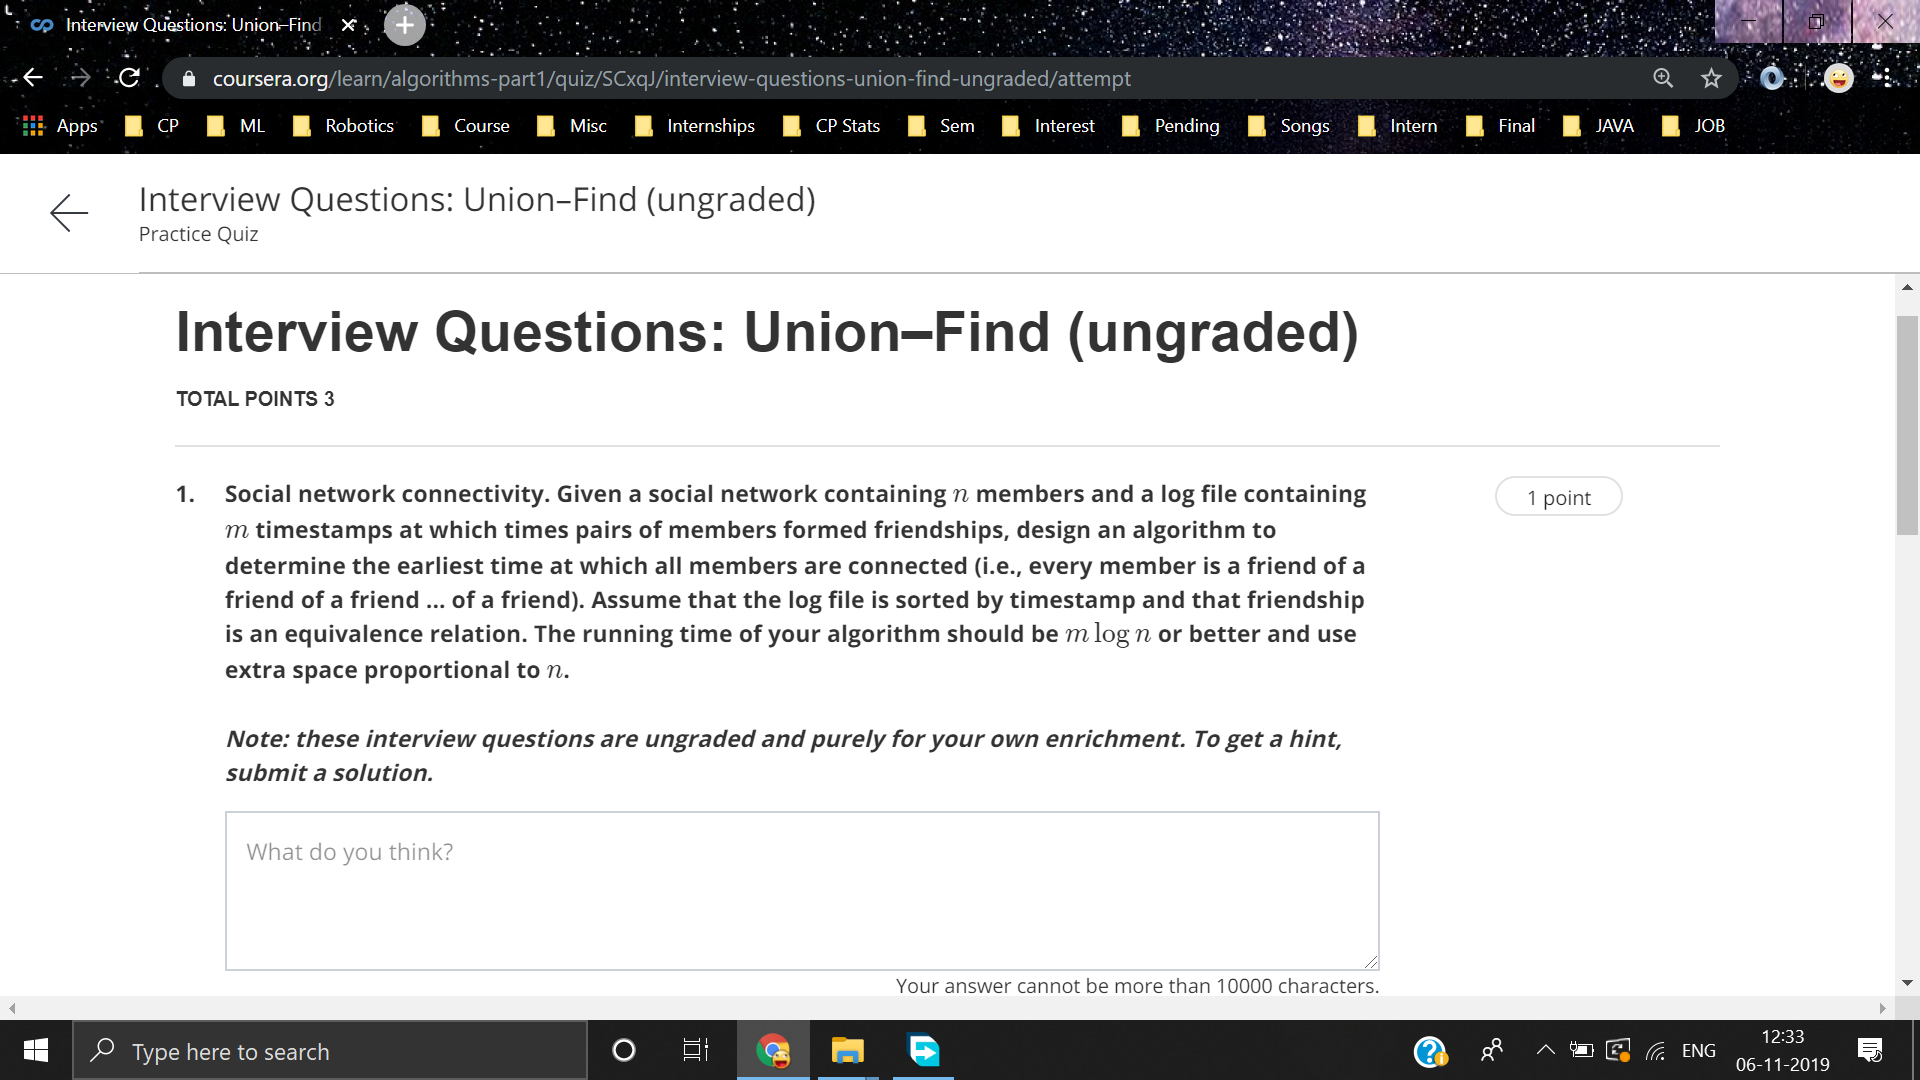 Interview Questions: Union–Find
coursera.org/learn/algorithms-part1/quiz/SCxqJ/interview-questions-union-find-ungraded/attempt
Apps CP ML Robotics Course Misc Internships CP Stats Sem Interest Pending Songs Intern Final JAVA JOB
Interview Questions: Union–Find (ungraded)
Practice Quiz
Interview Questions: Union–Find (ungraded)
TOTAL POINTS 3
1. Social network connectivity. Given a social network containing n members and a log file containing
1 point
m timestamps at which times pairs of members formed friendships, design an algorithm to
determine the earliest time at which all members are connected (i.e., every member is a friend of a
friend of a friend ... of a friend). Assume that the log file is sorted by timestamp and that friendship
is an equivalence relation. The running time of your algorithm should be m log n or better and use
extra space proportional to n.
Note: these interview questions are ungraded and purely for your own enrichment. To get a hint,
submit a solution.
What do you think?
Your answer cannot be more than 10000 characters.
Type here to search
ENG
12:33
06-11-2019